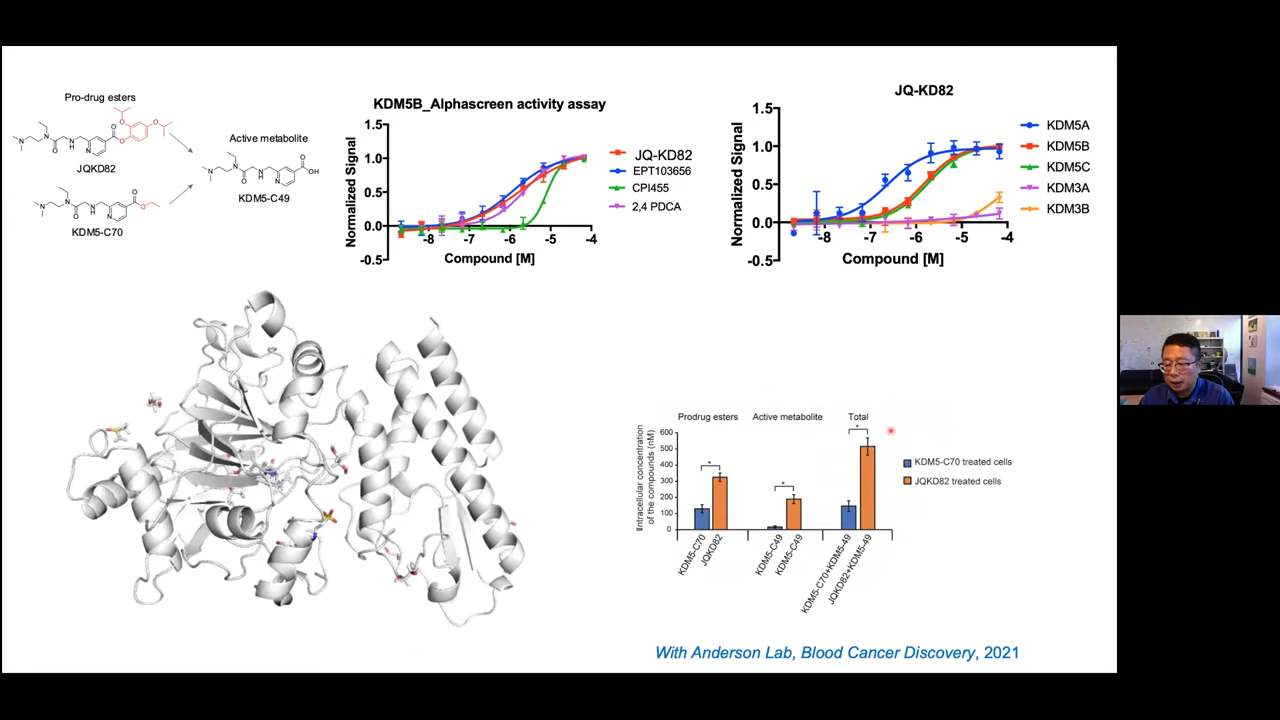 Pro-drug esters
JQKD82
KDM5-C70
Active metabolite
KDM5-C49
OH
KDM5B_Alphascreen activity assay
Normalized Signal
1.5
1.0
0.5
0.0
-0.5
-8
-7
-6
-5
-4
Compound [M]
JQ-KD82
EPT103656
CPI455
2,4 PDCA
JQ-KD82
Normalized Signal
1.5
1.0
0.5
0.0
-0.5
-8
-7
-6
-5
-4
Compound [M]
KDM5A
KDM5B
KDM5C
KDM3A
KDM3B
Prodrug esters
Active metabolite
Total
Intracellular concentration
of the compounds (nM)
600
500
400
300
200
100
0
*
*
*
KDM5-C70
JQKD82
KDM5-C49
KDM5-C49
KDM5-C70+KDM5-49
JQKD82+KDM5-49
KDM5-C70 treated cells
JQKD82 treated cells
With Anderson Lab, Blood Cancer Discovery, 2021